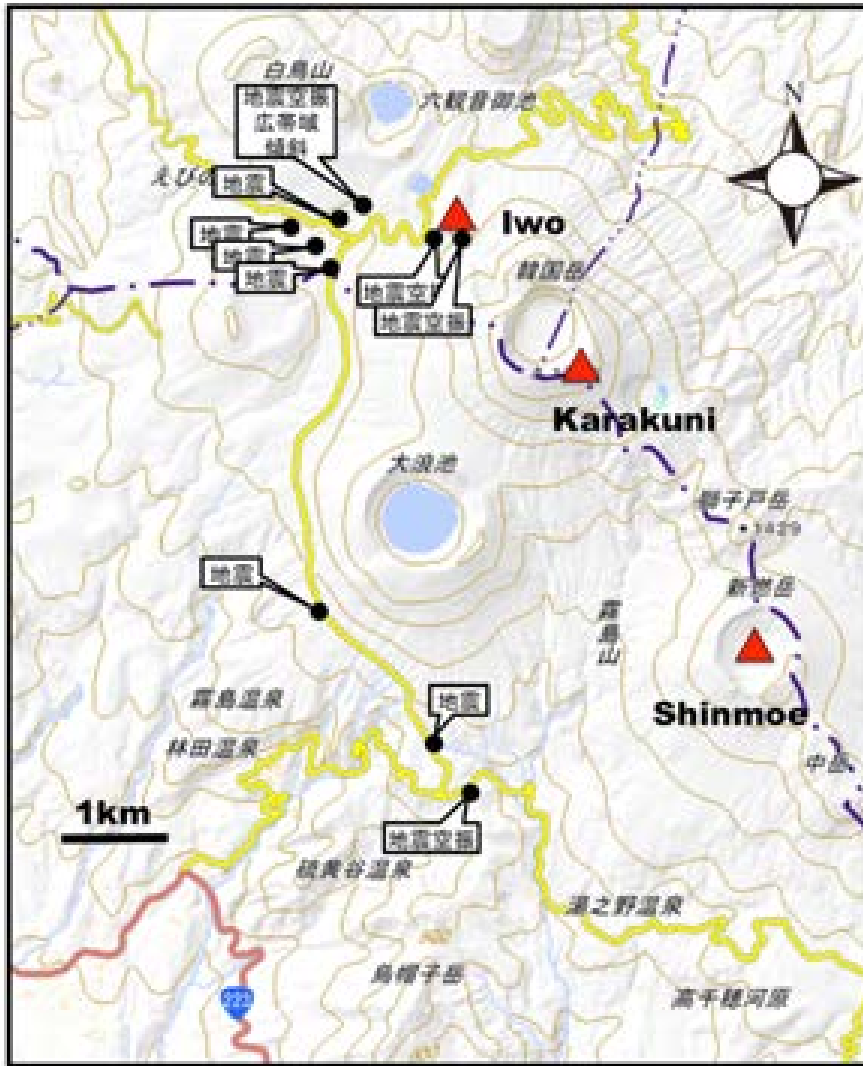 白鳥山
地震空振
広帯域
傾斜
六観音御池
えびの
地震
地震
地震
地震
N
Iwo
地震空
地震空振
韓国岳
Karakuni
大浪池
獅子戸岳
1429
新燃岳
霧島山
地震
Shinmoe
中岳
霧島温泉
林田温泉
地震
1km
地震空振
硫黄谷温泉
湯之野温泉
烏帽子岳
高千穂河原
223